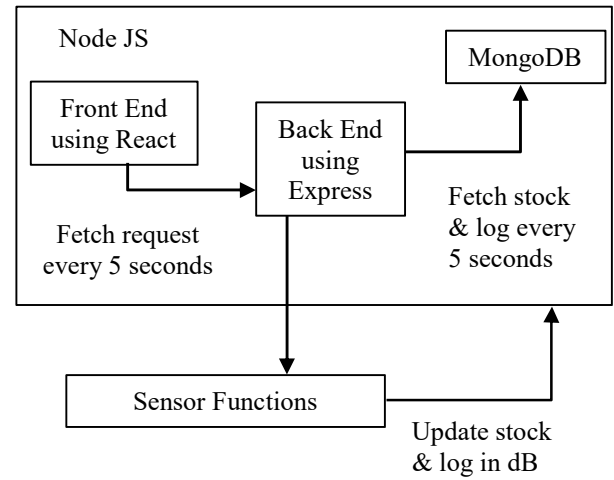 Node JS
MongoDB
Front End
using React
Back End
using
Express
Fetch request
every 5 seconds
Fetch stock
& log every
5 seconds
Sensor Functions
Update stock
& log in dB